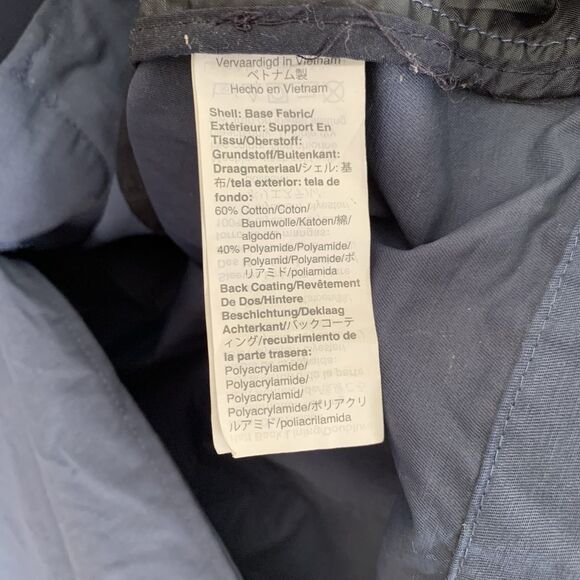 Vervaardigd in Vietnam
ベトナム製
Hecho en Vietnam
Shell: Base Fabric/
Extérieur: Support En
Tissu/Oberstoff:
Grundstoff/Buitenkant:
Draagmateriaal/シェル: 基
布/tela exterior: tela de
fondo:
60% Cotton/Coton/
Baumwolle/Katoen/綿/
algodón
40% Polyamide/Polyamide/
Polyamid/Polyamide/ポ
リアミド/poliamida
Back Coating/Revêtement
De Dos/Hintere
Beschichtung/Deklaag
Achterkant/バックコーテ
ィング/recubrimiento de
la parte trasera:
Polyacrylamide/
Polyacrylamide/
Polyacrylamid/
Polyacrylamide/ポリアクリ
ルアミド/poliacrilamida